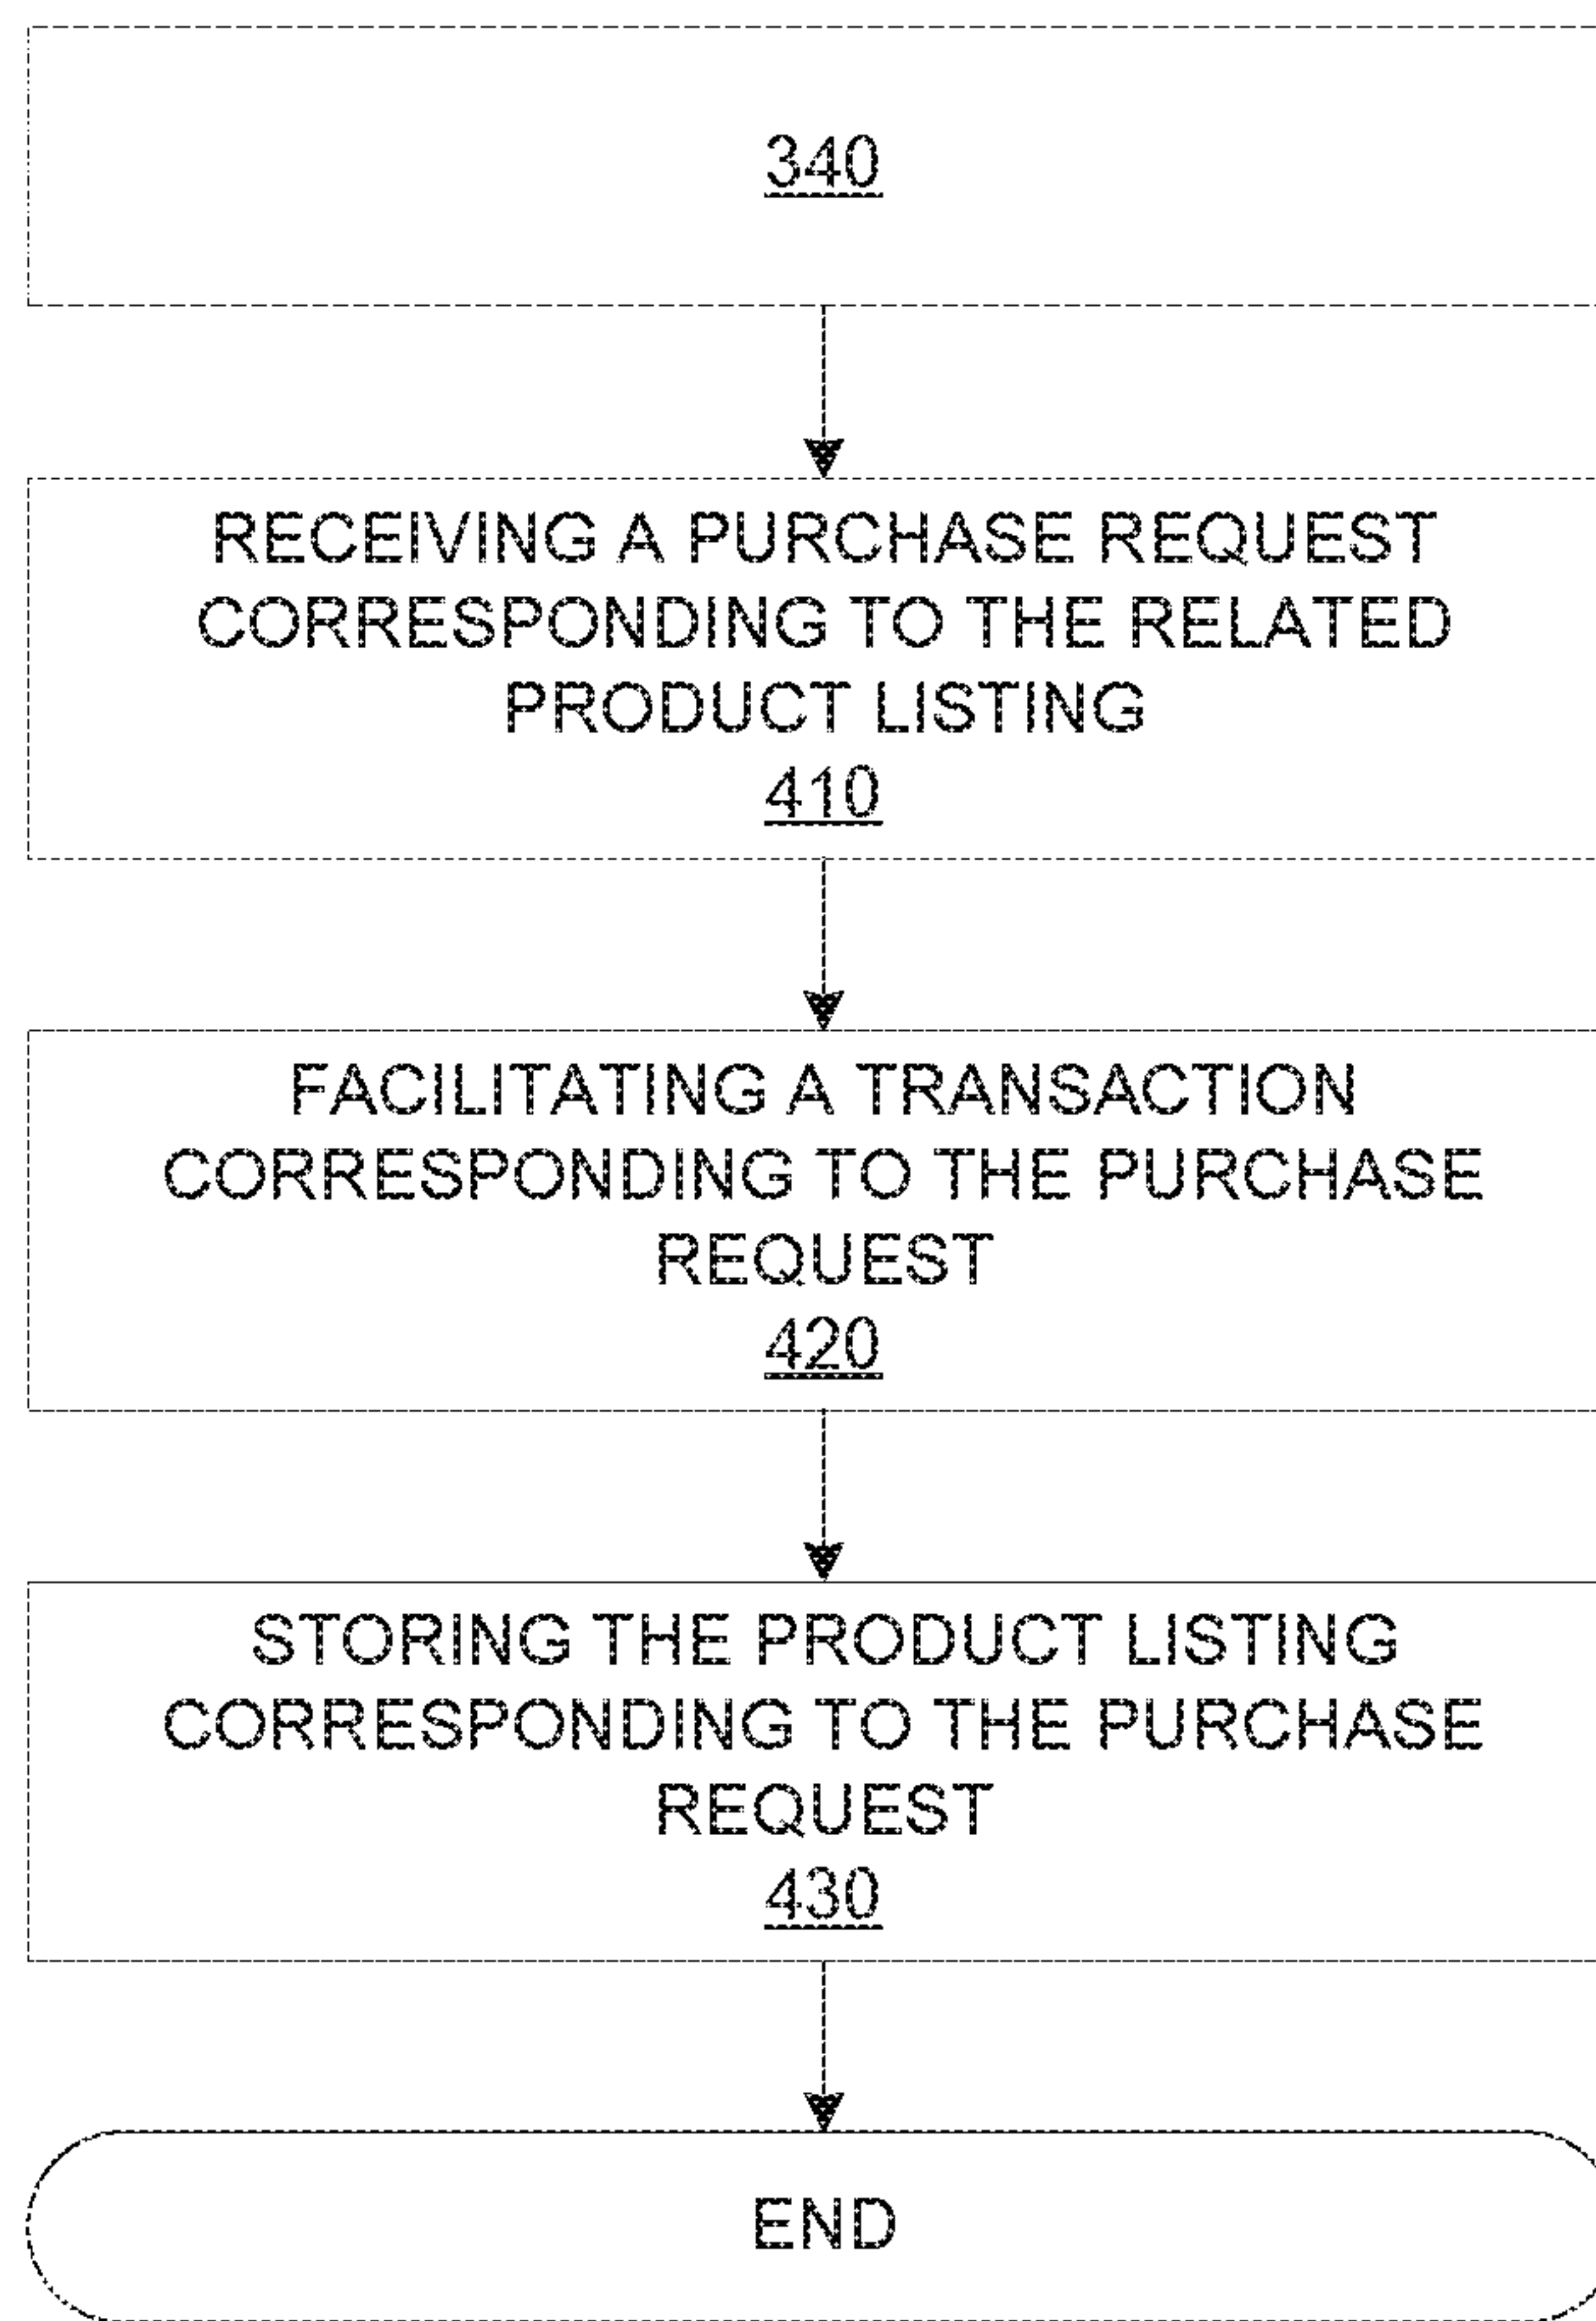 340
RECEIVING A PURCHASE REQUEST
CORRESPONDING TO THE RELATED
PRODUCT LISTING
410
FACILITATING A TRANSACTION
CORRESPONDING TO THE PURCHASE
REQUEST
420
STORING THE PRODUCT LISTING
CORRESPONDING TO THE PURCHASE
REQUEST
430
END